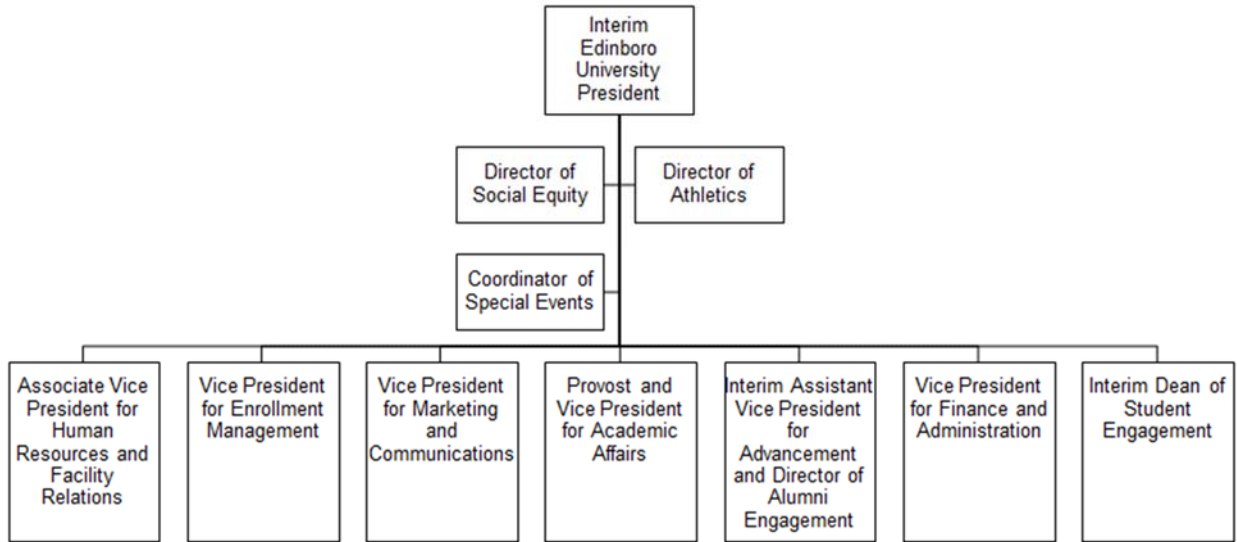 Interim
Edinboro
University
President
Director of
Social Equity
Director of
Athletics
Coordinator of
Special Events
Associate Vice
President for
Human
Resources and
Facility
Relations
Vice President
for Enrollment
Management
Vice President
for Marketing
and
Communications
Provost and
Vice President
for Academic
Affairs
Interim Assistant
Vice President
for
Advancement
and Director of
Alumni
Engagement
Vice President
for Finance and
Administration
Interim Dean of
Student
Engagement